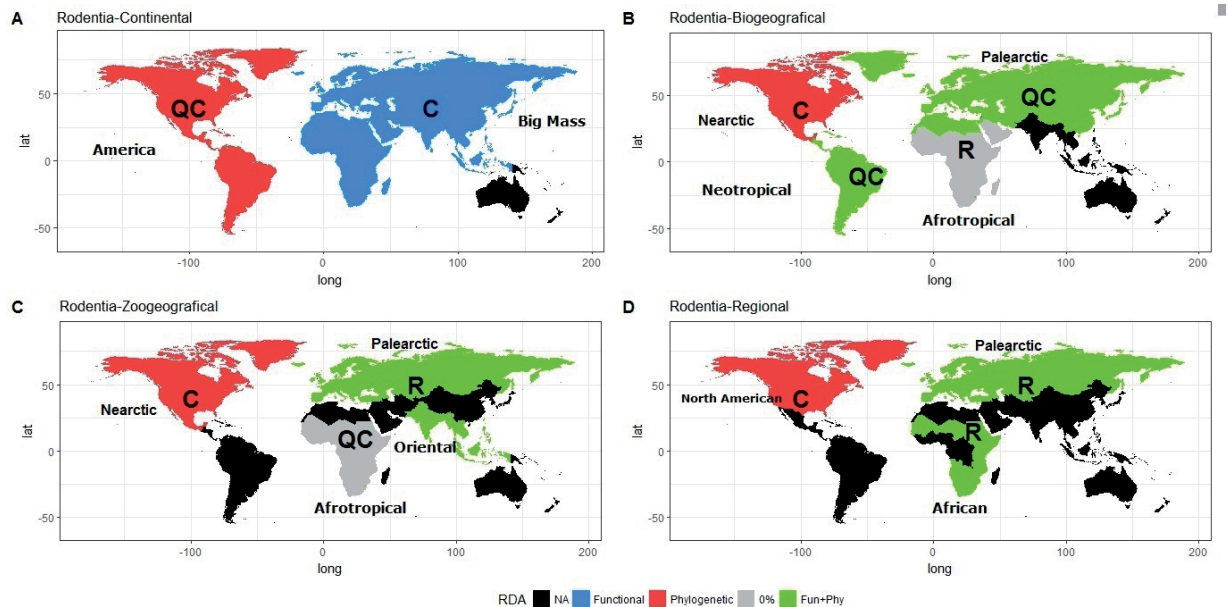 A Rodentia-Continental
50
0
-50
lat
QC
C
America
Big Mass
-100 0 100 200
long
B Rodentia-Biogeografical
50
0
-50
lat
Palearctic
C
QC
Nearctic
R
QC
Neotropical
Afrotropical
-100 0 100 200
long
C Rodentia-Zoogeografical
50
0
-50
lat
Palearctic
R
C
Nearctic
QC
Oriental
Afrotropical
-100 0 100 200
long
D Rodentia-Regional
50
0
-50
lat
Palearctic
R
North American
C
R
African
-100 0 100 200
long
RDA NA Functional Phylogenetic 0% Fun+Phy